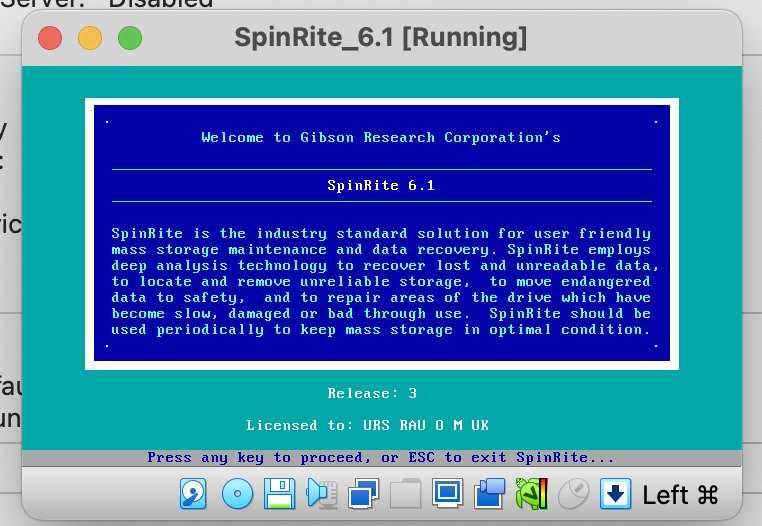 Server: Disabled
SpinRite_6.1 [Running]
Welcome to Gibson Research Corporation's
SpinRite 6.1
SpinRite is the industry standard solution for user friendly
mass storage maintenance and data recovery. SpinRite employs
deep analysis technology to recover lost and unreadable data,
to locate and remove unreliable storage,  to move endangered
data to safety,  and to repair areas of the drive which have
become slow, damaged or bad through use.  SpinRite should be
used periodically to keep mass storage in optimal condition.
Release: 3
Licensed to: URS RAU O M UK
Press any key to proceed, or ESC to exit SpinRite...
Left ⌘